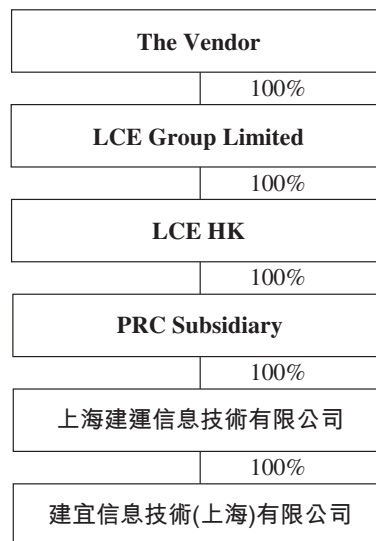 The Vendor
100%
LCE Group Limited
100%
LCE HK
100%
PRC Subsidiary
100%
上海建運信息技術有限公司
100%
建宜信息技術(上海)有限公司